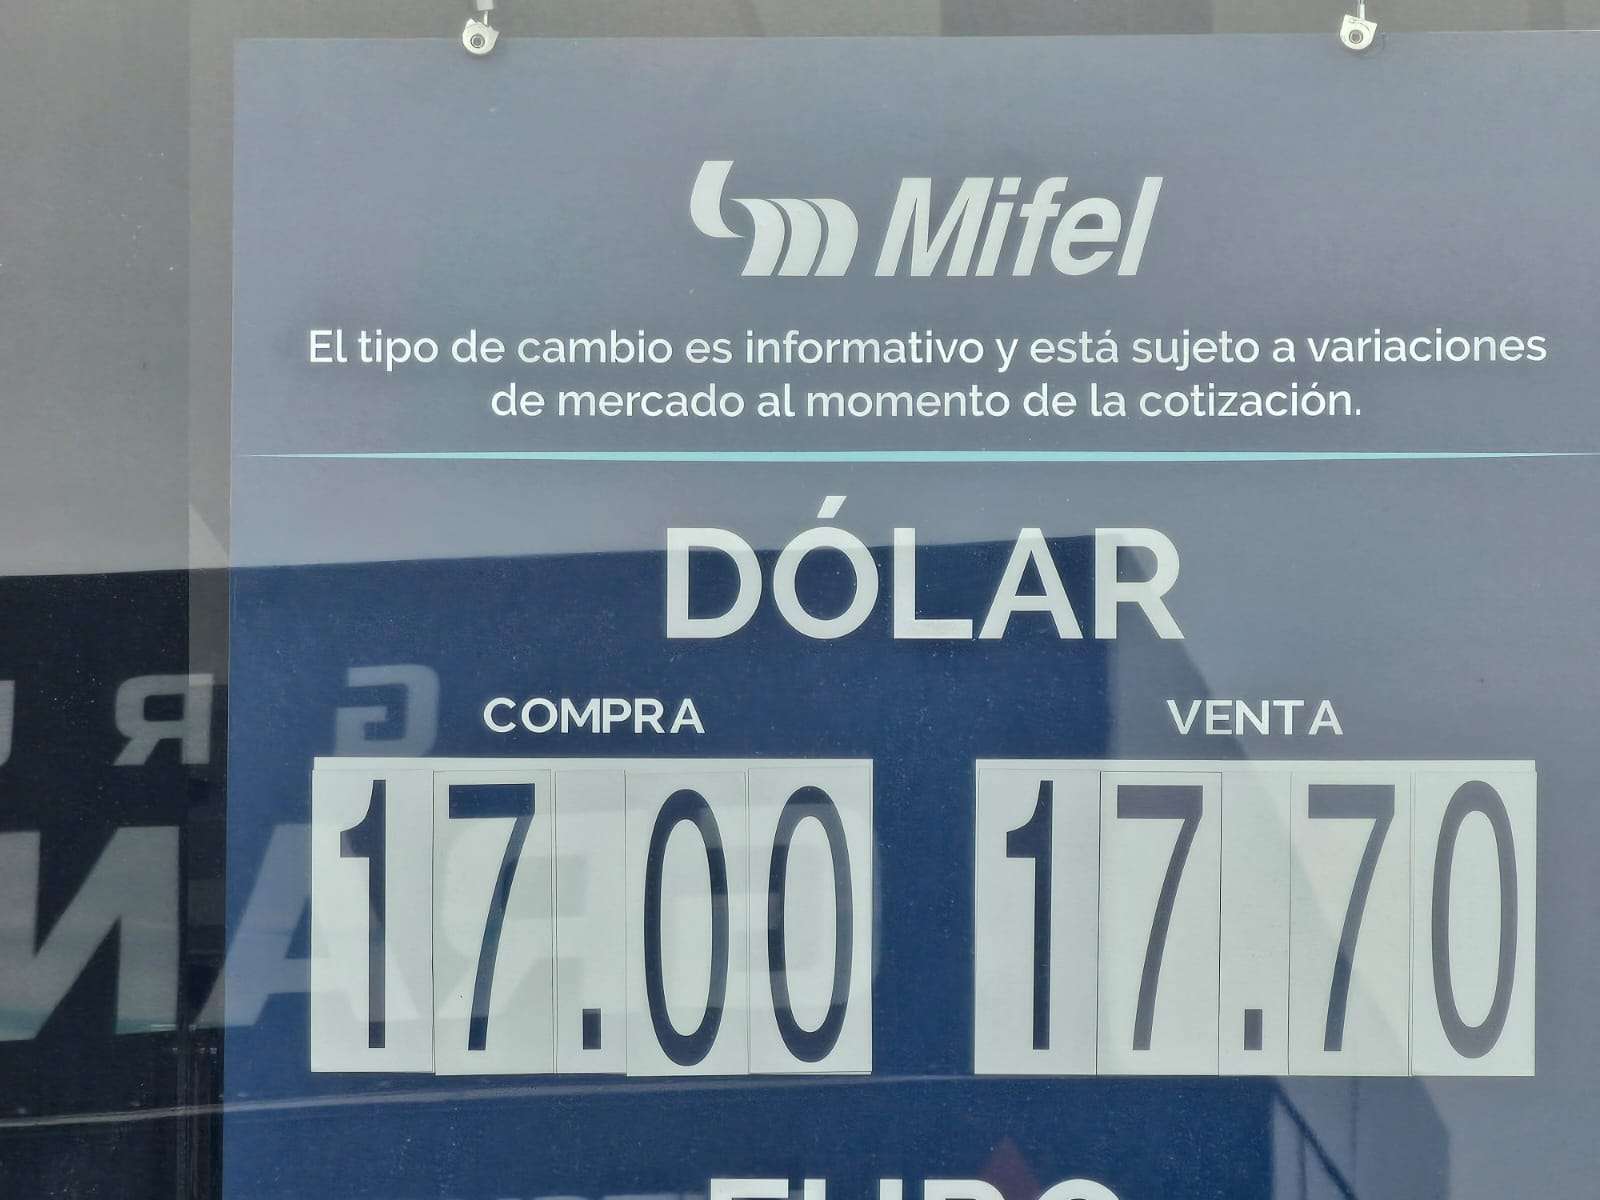 Mifel
El tipo de cambio es informativo y está sujeto a variaciones
de mercado al momento de la cotización.
DÓLAR
COMPRA VENTA
17.00 17.70
EURO